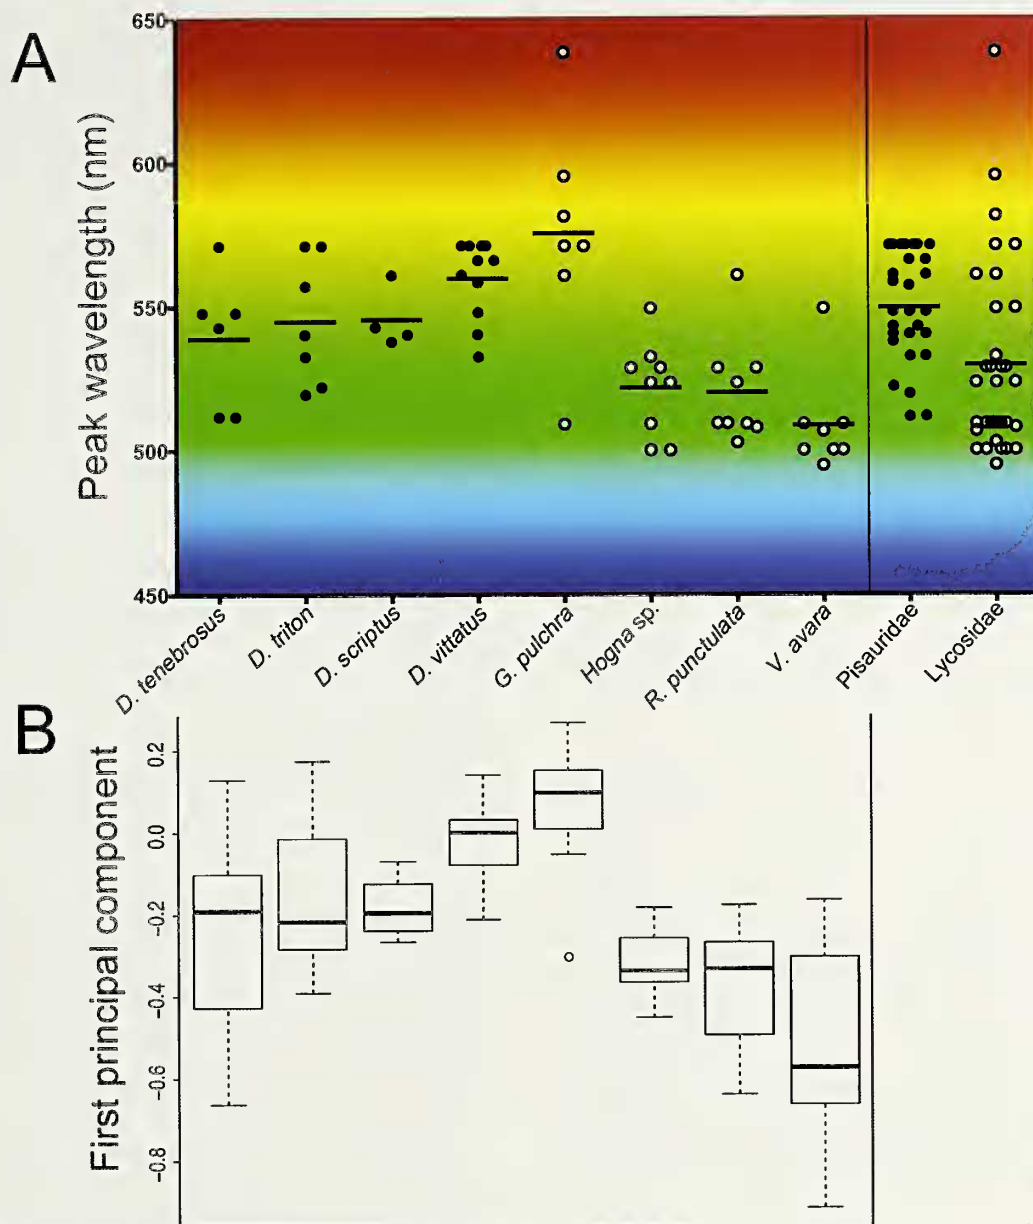 A
Peak wavelength (nm)
650
600
550
500
450
D. tenebrosus
D. triton
D. scriptus
D. vittatus
G. pulchra
Hogna sp.
R. punctulata
V. avara
Pisauridae
Lycosidae
B
First principal component
0.2
0.0
-0.2
-0.4
-0.6
-0.8